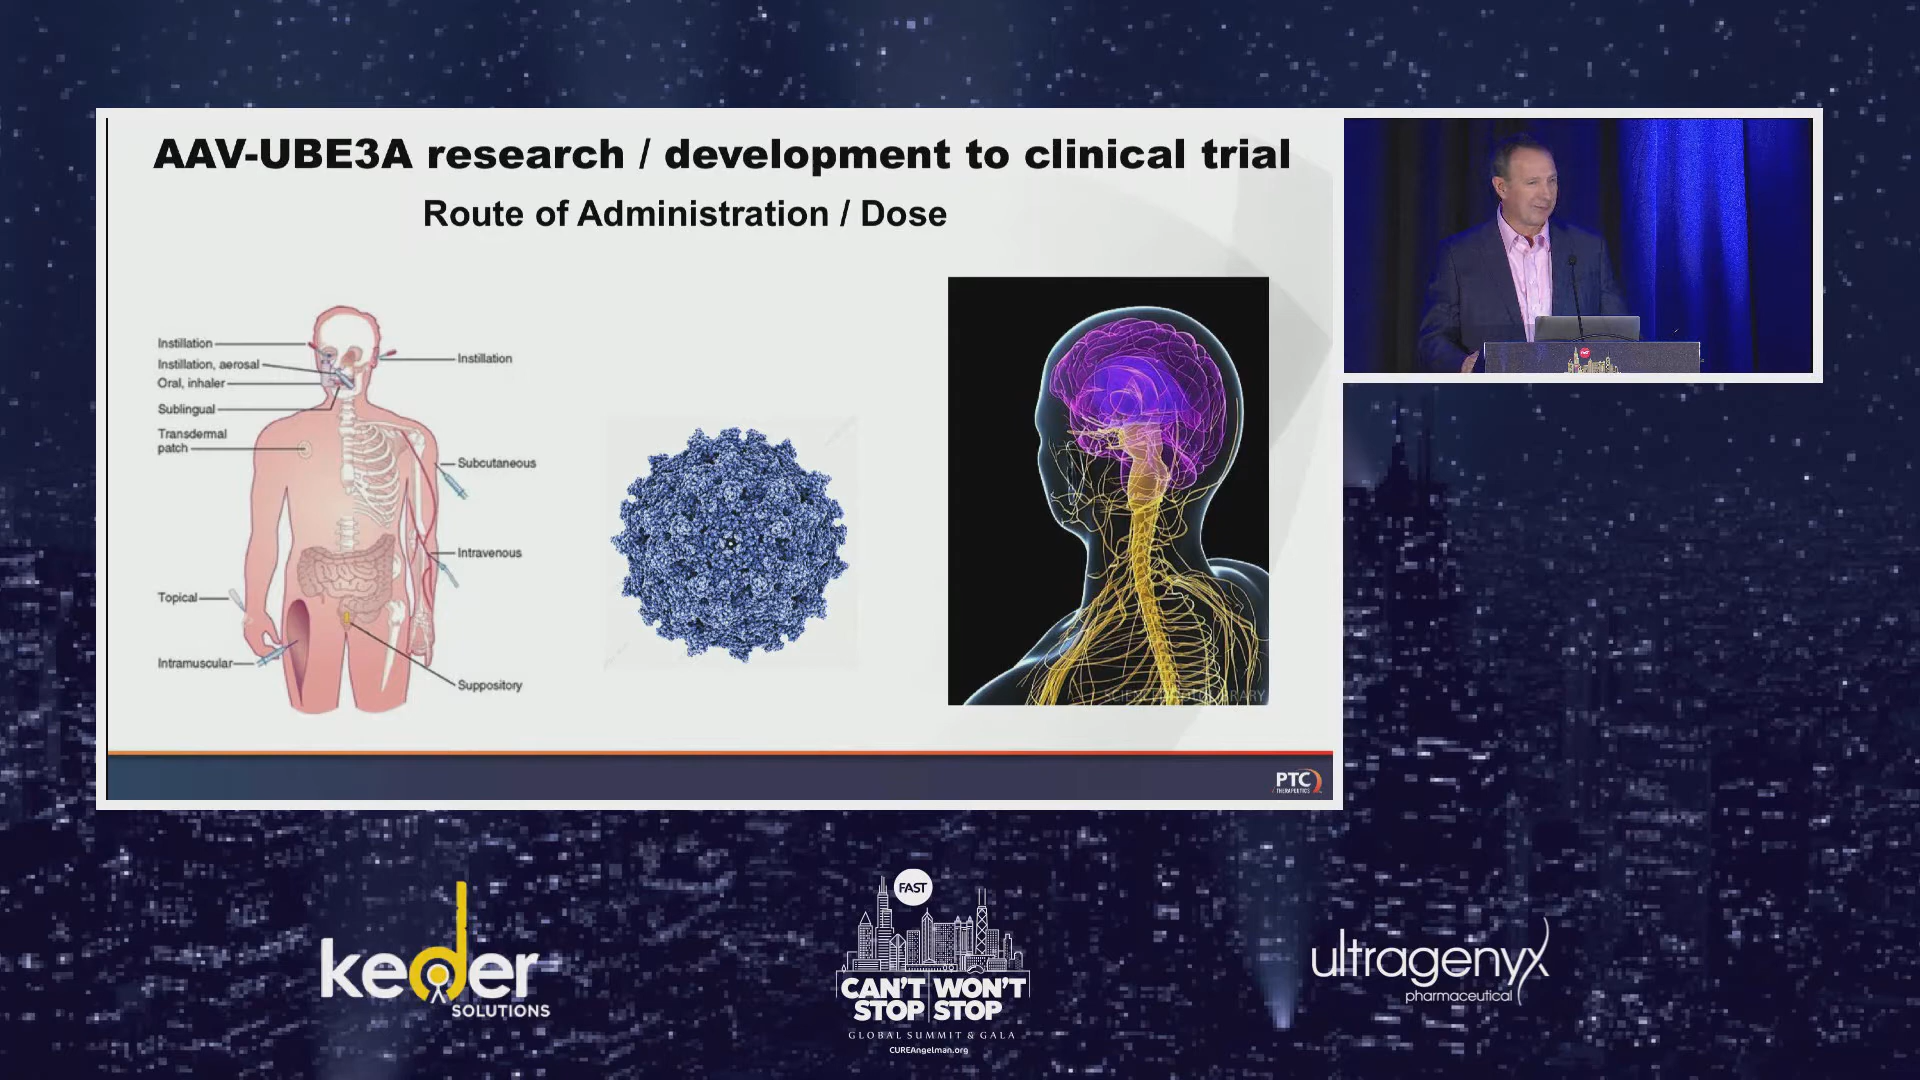 AAV-UBE3A research / development to clinical trial
Route of Administration / Dose
Instillation
Instillation, aerosol
Oral, inhaler
Sublingual
Transdermal
patch
Topical
Intramuscular
Instillation
Subcutaneous
Intravenous
Suppository
PTC
THERAPEUTICS
FAST
keder
SOLUTIONS
FAST
CAN'T WON'T
STOP STOP
GLOBAL SUMMIT & GALA
CUREAngelman.org
ultragenyx
pharmaceutical